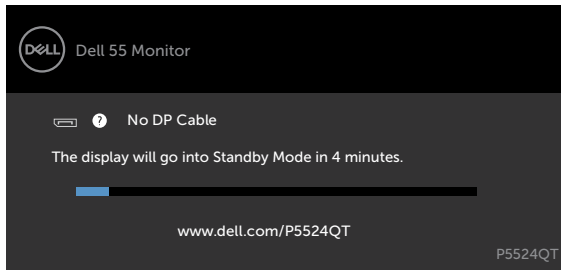 DELL
Dell 55 Monitor
? No DP Cable
The display will go into Standby Mode in 4 minutes.
www.dell.com/P5524QT
P5524QT